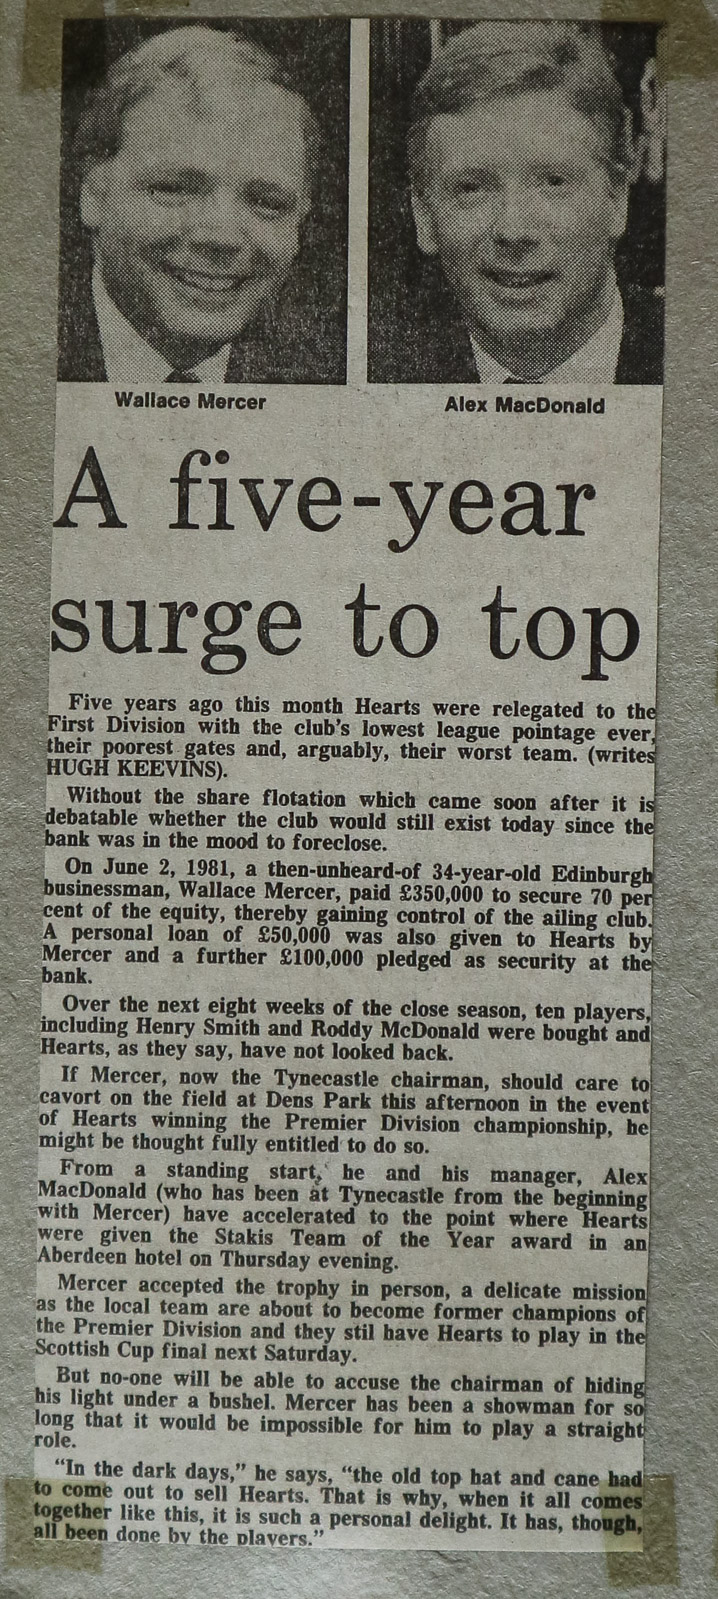 Wallace Mercer
Alex MacDonald
A five-year
surge to top
Five years ago this month Hearts were relegated to the
First Division with the club's lowest league pointage ever,
their poorest gates and, arguably, their worst team. (writes
HUGH KEEVINS).
Without the share flotation which came soon after it is
debatable whether the club would still exist today since the
bank was in the mood to foreclose.
On June 2, 1981, a then-unheard-of 34-year-old Edinburgh
businessman, Wallace Mercer, paid £350,000 to secure 70 per
cent of the equity, thereby gaining control of the ailing club.
A personal loan of £50,000 was also given to Hearts by
Mercer and a further £100,000 pledged as security at the
bank.
Over the next eight weeks of the close season, ten players,
including Henry Smith and Roddy McDonald were bought and
Hearts, as they say, have not looked back.
If Mercer, now the Tynecastle chairman, should care to
cavort on the field at Dens Park this afternoon in the event
of Hearts winning the Premier Division championship, he
might be thought fully entitled to do so.
From a standing start, he and his manager, Alex
MacDonald (who has been at Tynecastle from the beginning
with Mercer) have accelerated to the point where Hearts
were given the Stakis Team of the Year award in an
Aberdeen hotel on Thursday evening.
Mercer accepted the trophy in person, a delicate mission
as the local team are about to become former champions of
the Premier Division and they stil have Hearts to play in the
Scottish Cup final next Saturday.
But no-one will be able to accuse the chairman of hiding
his light under a bushel. Mercer has been a showman for so
long that it would be impossible for him to play a straight
role.
"In the dark days," he says, "the old top hat and cane had
to come out to sell Hearts. That is why, when it all comes
together like this, it is such a personal delight. It has, though,
all been done by the players."